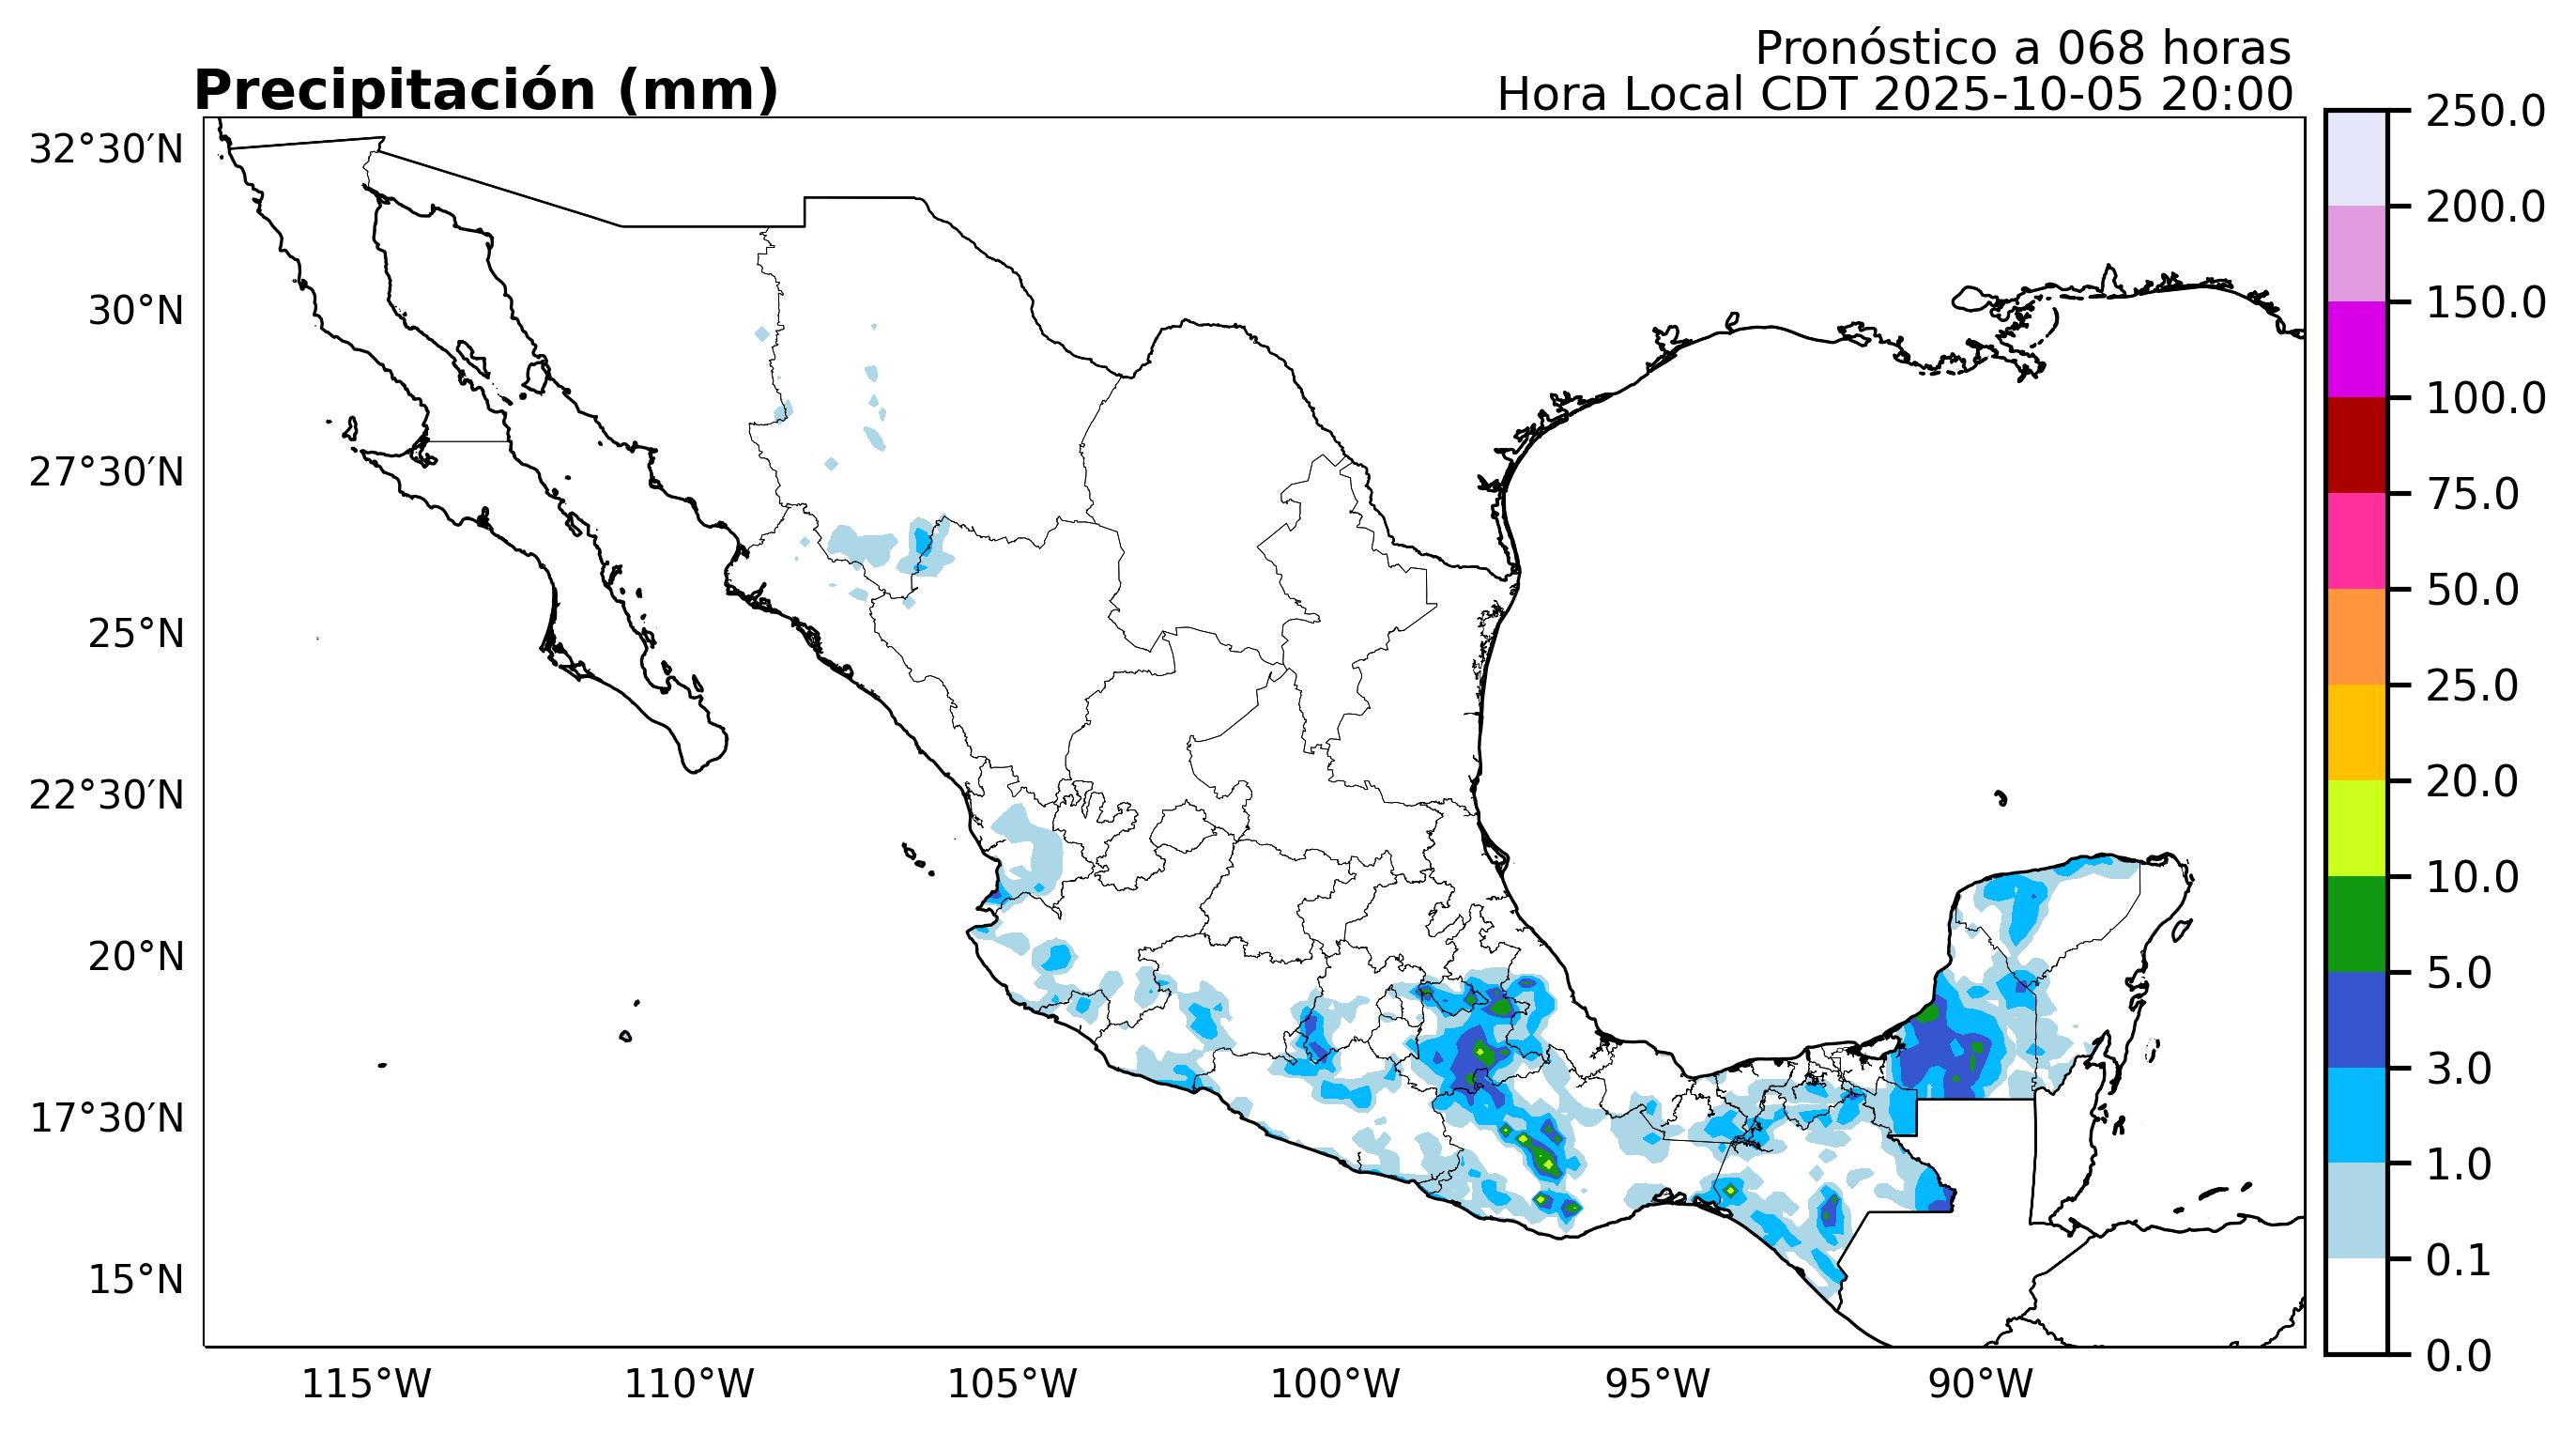 Pronóstico a 068 horas
Precipitación (mm)
Hora Local CDT 2025-10-05 20:00
32°30′N
30°N
27°30′N
25°N
22°30′N
20°N
17°30′N
15°N
115°W
110°W
105°W
100°W
95°W
90°W
250.0
200.0
150.0
100.0
75.0
50.0
25.0
20.0
10.0
5.0
3.0
1.0
0.1
0.0